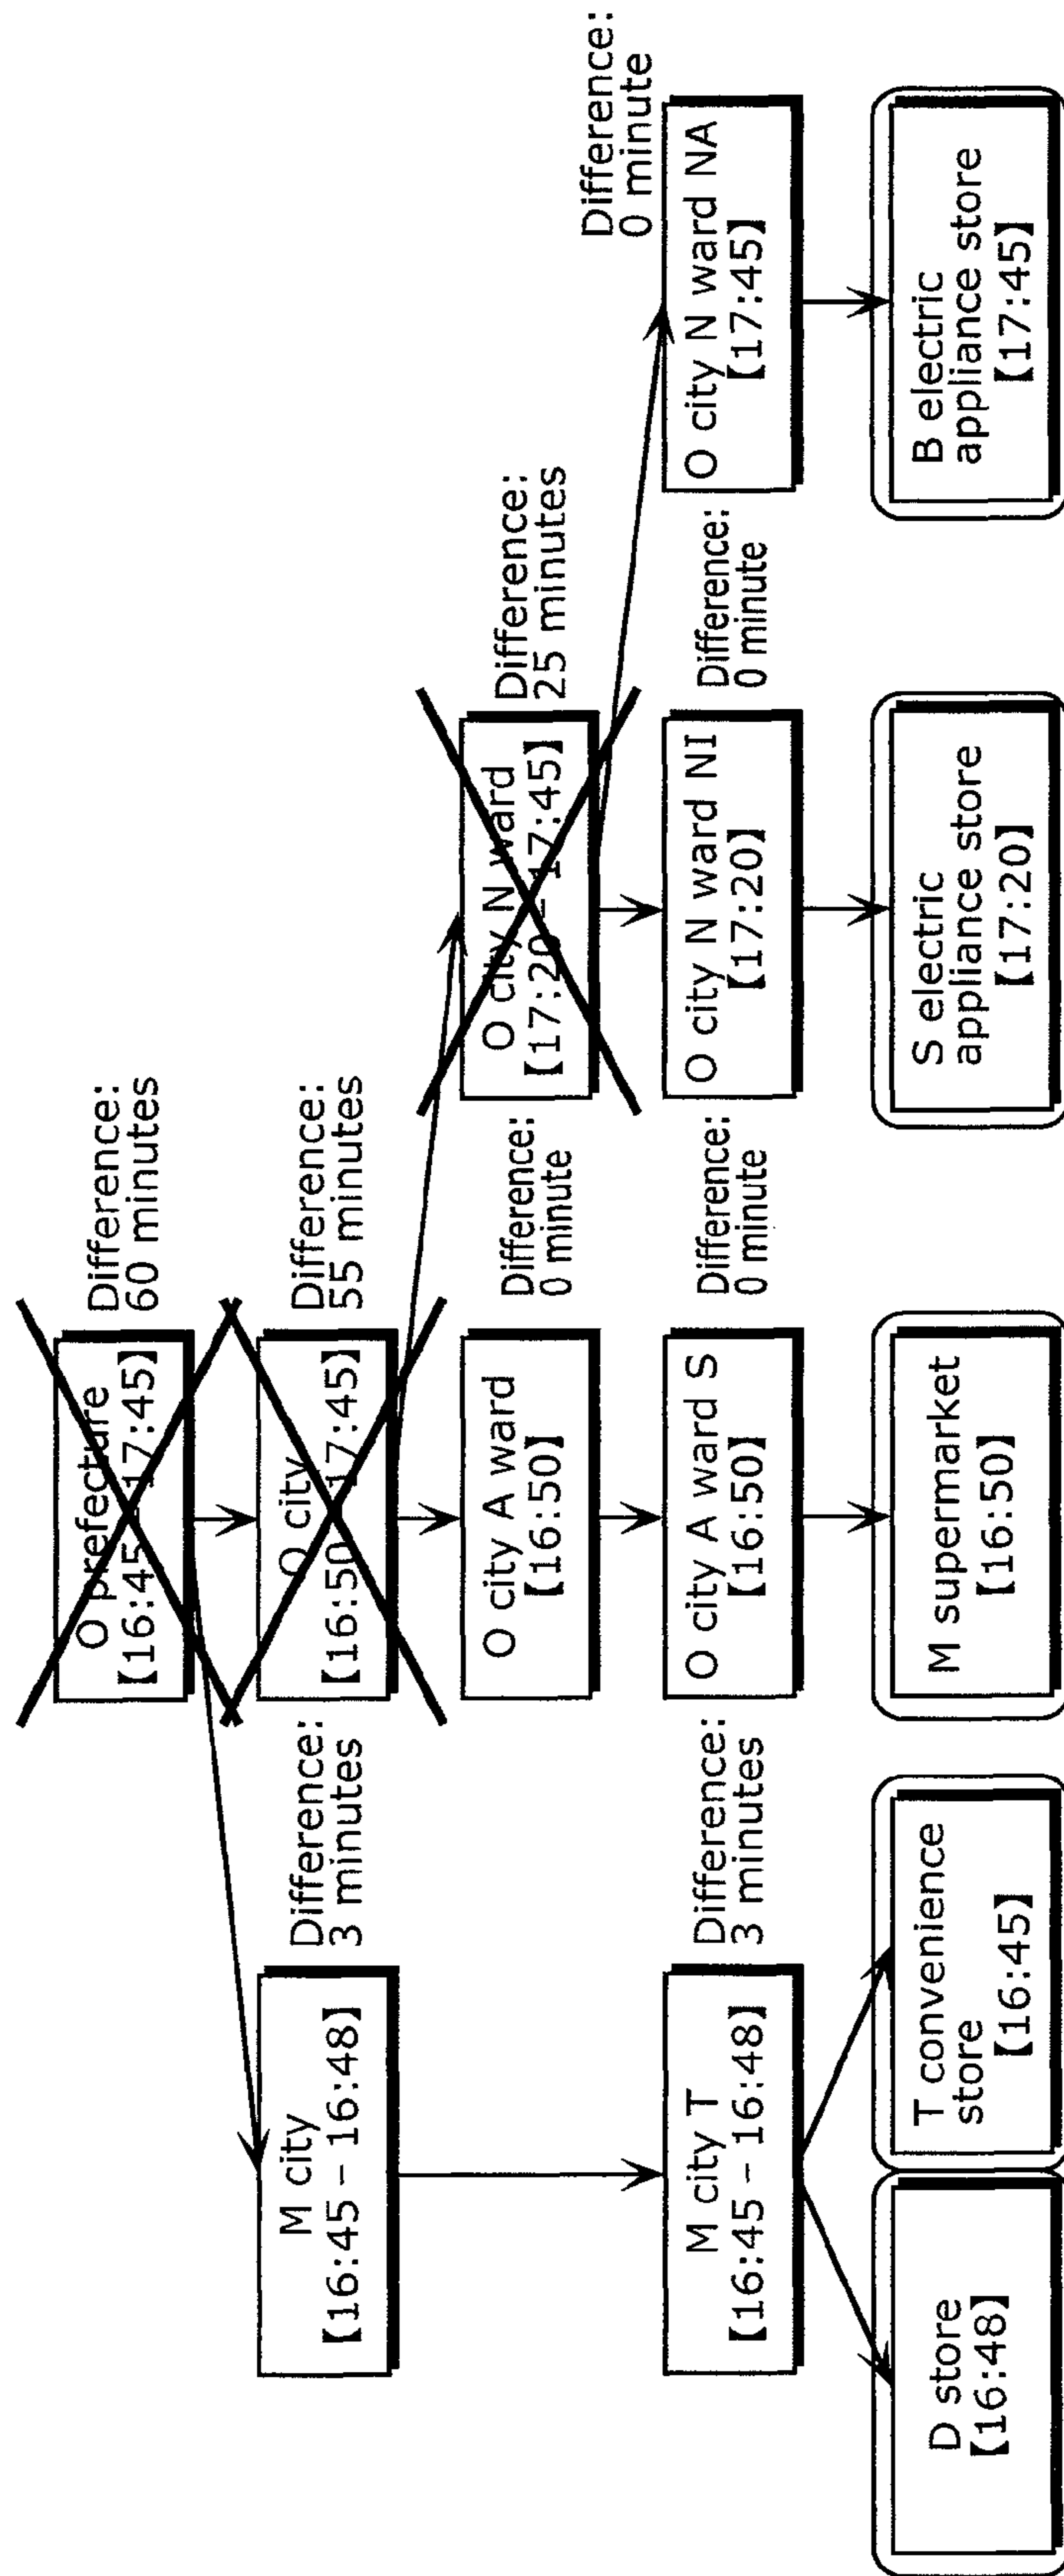 O prefecture
【16:45–17:45】
Difference:
60 minutes
M city
【16:45 – 16:48】
Difference:
3 minutes
O city
【16:50–17:45】
Difference:
55 minutes
O city A ward
【16:50】
Difference:
0 minute
O city N ward
【17:20–17:45】
Difference:
25 minutes
M city T
【16:45 – 16:48】
Difference:
3 minutes
O city A ward S
【16:50】
Difference:
0 minute
O city N ward NI
【17:20】
Difference:
0 minute
O city N ward NA
【17:45】
Difference:
0 minute
D store
【16:48】
T convenience
store
【16:45】
M supermarket
【16:50】
S electric
appliance store
【17:20】
B electric
appliance store
【17:45】